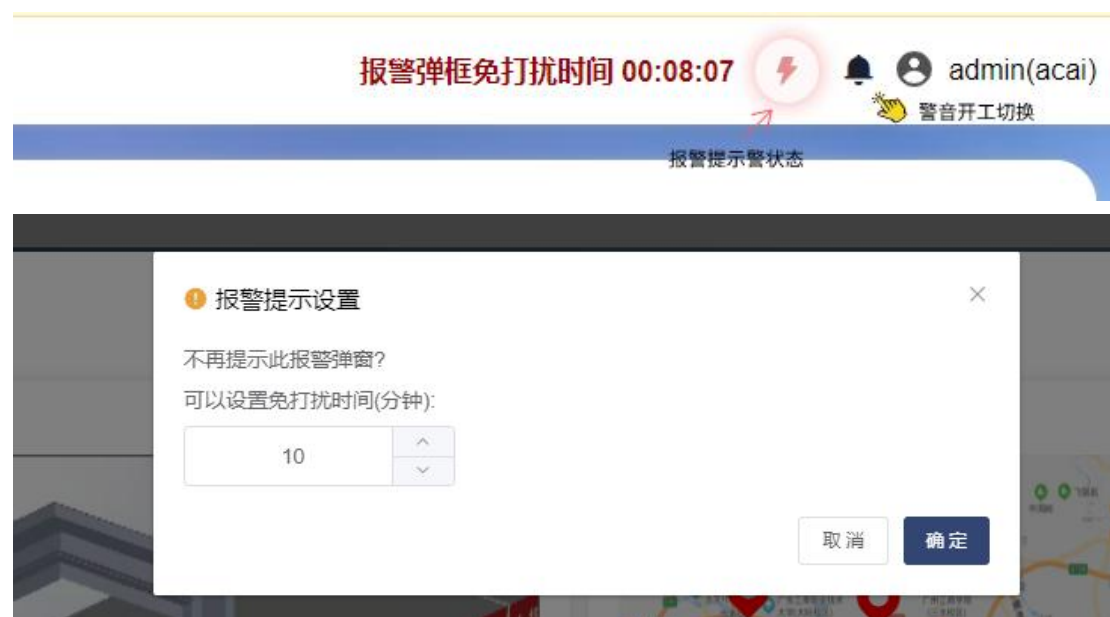 报警弹框免打扰时间 00:08:07
admin(acai)
警音开工切换
报警提示警状态
报警提示设置
不再提示此报警弹窗?
可以设置免打扰时间(分钟):
10
取消
确定